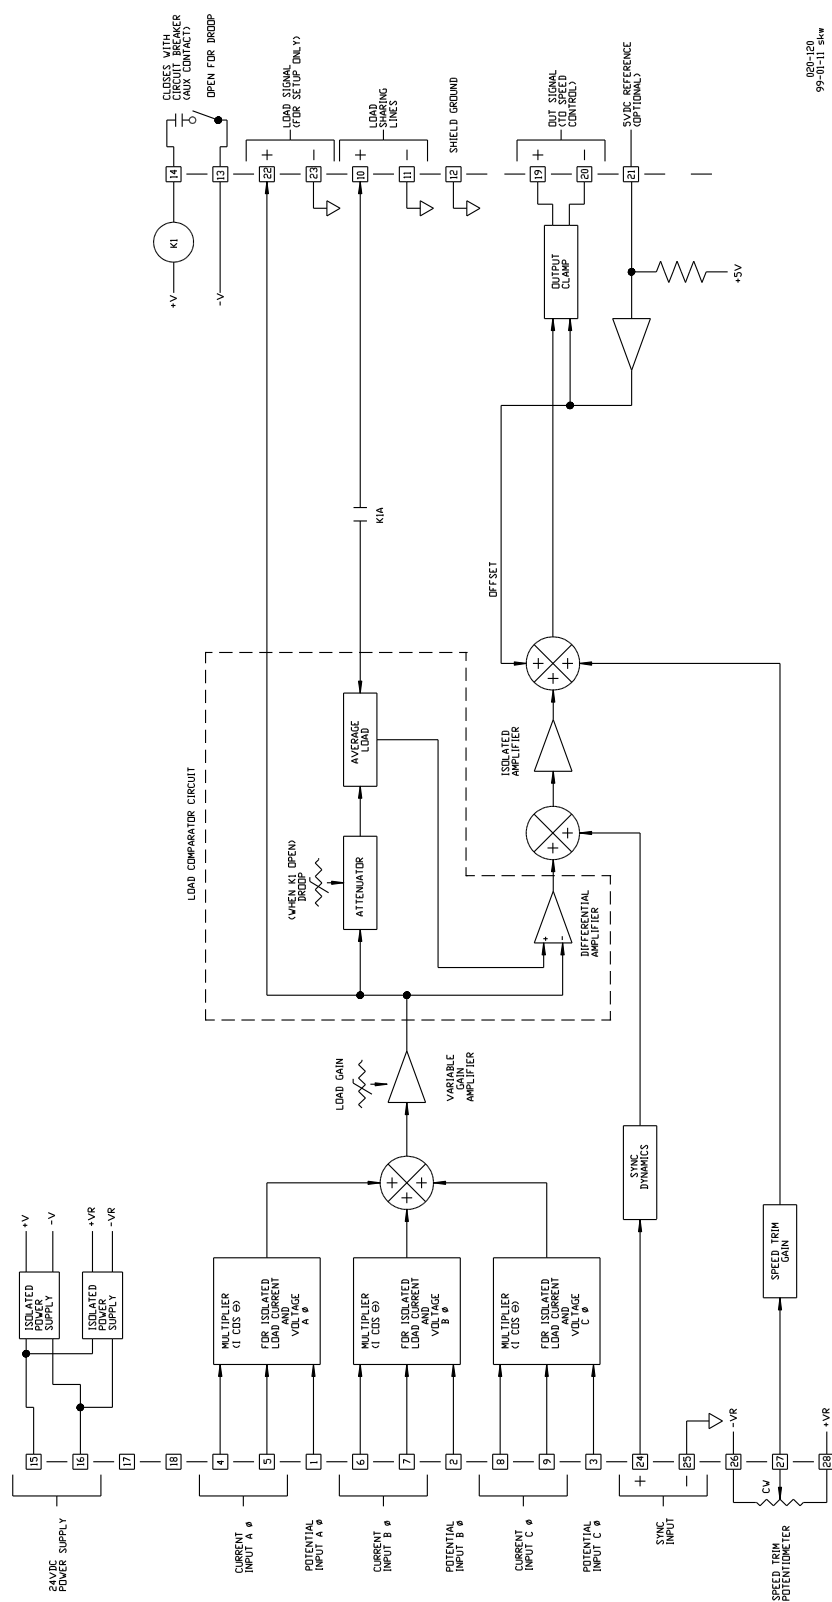 24VDC
POWER SUPPLY
15
16
17
18
ISOLATED
POWER
SUPPLY
+V
-V
ISOLATED
POWER
SUPPLY
+VR
-VR
CURRENT
INPUT A Ø
4
5
POTENTIAL
INPUT A Ø
1
MULTIPLIER
(I COS Θ)
FOR ISOLATED
LOAD CURRENT
AND
VOLTAGE
A Ø
CURRENT
INPUT B Ø
6
7
POTENTIAL
INPUT B Ø
2
MULTIPLIER
(I COS Θ)
FOR ISOLATED
LOAD CURRENT
AND
VOLTAGE
B Ø
CURRENT
INPUT C Ø
8
9
POTENTIAL
INPUT C Ø
3
MULTIPLIER
(I COS Θ)
FOR ISOLATED
LOAD CURRENT
AND
VOLTAGE
C Ø
+ + +
LOAD GAIN
VARIABLE
GAIN
AMPLIFIER
LOAD COMPARATOR CIRCUIT
(WHEN K1 OPEN)
DROOP
ATTENUATOR
AVERAGE
LOAD
+
-
DIFFERENTIAL
AMPLIFIER
+ +
ISOLATED
AMPLIFIER
+ + +
OFFSET
K1A
SYNC
INPUT
+ 24
- 25
SYNC
DYNAMICS
SPEED TRIM
POTENTIOMETER
CW
26
-VR
27
28
+VR
SPEED TRIM
GAIN
+V
K1
-V
14
13
CLOSES WITH
CIRCUIT BREAKER
(AUX CONTACT)
OPEN FOR DROOP
22 +
23 -
LOAD SIGNAL
(FOR SETUP ONLY)
10 +
11 -
LOAD
SHARING
LINES
12
SHIELD GROUND
OUTPUT
CLAMP
19 +
20 -
OUT SIGNAL
(TO SPEED
CONTROL)
21
5VDC REFERENCE
(OPTIONAL)
+5V
020-120
99-01-11 skw